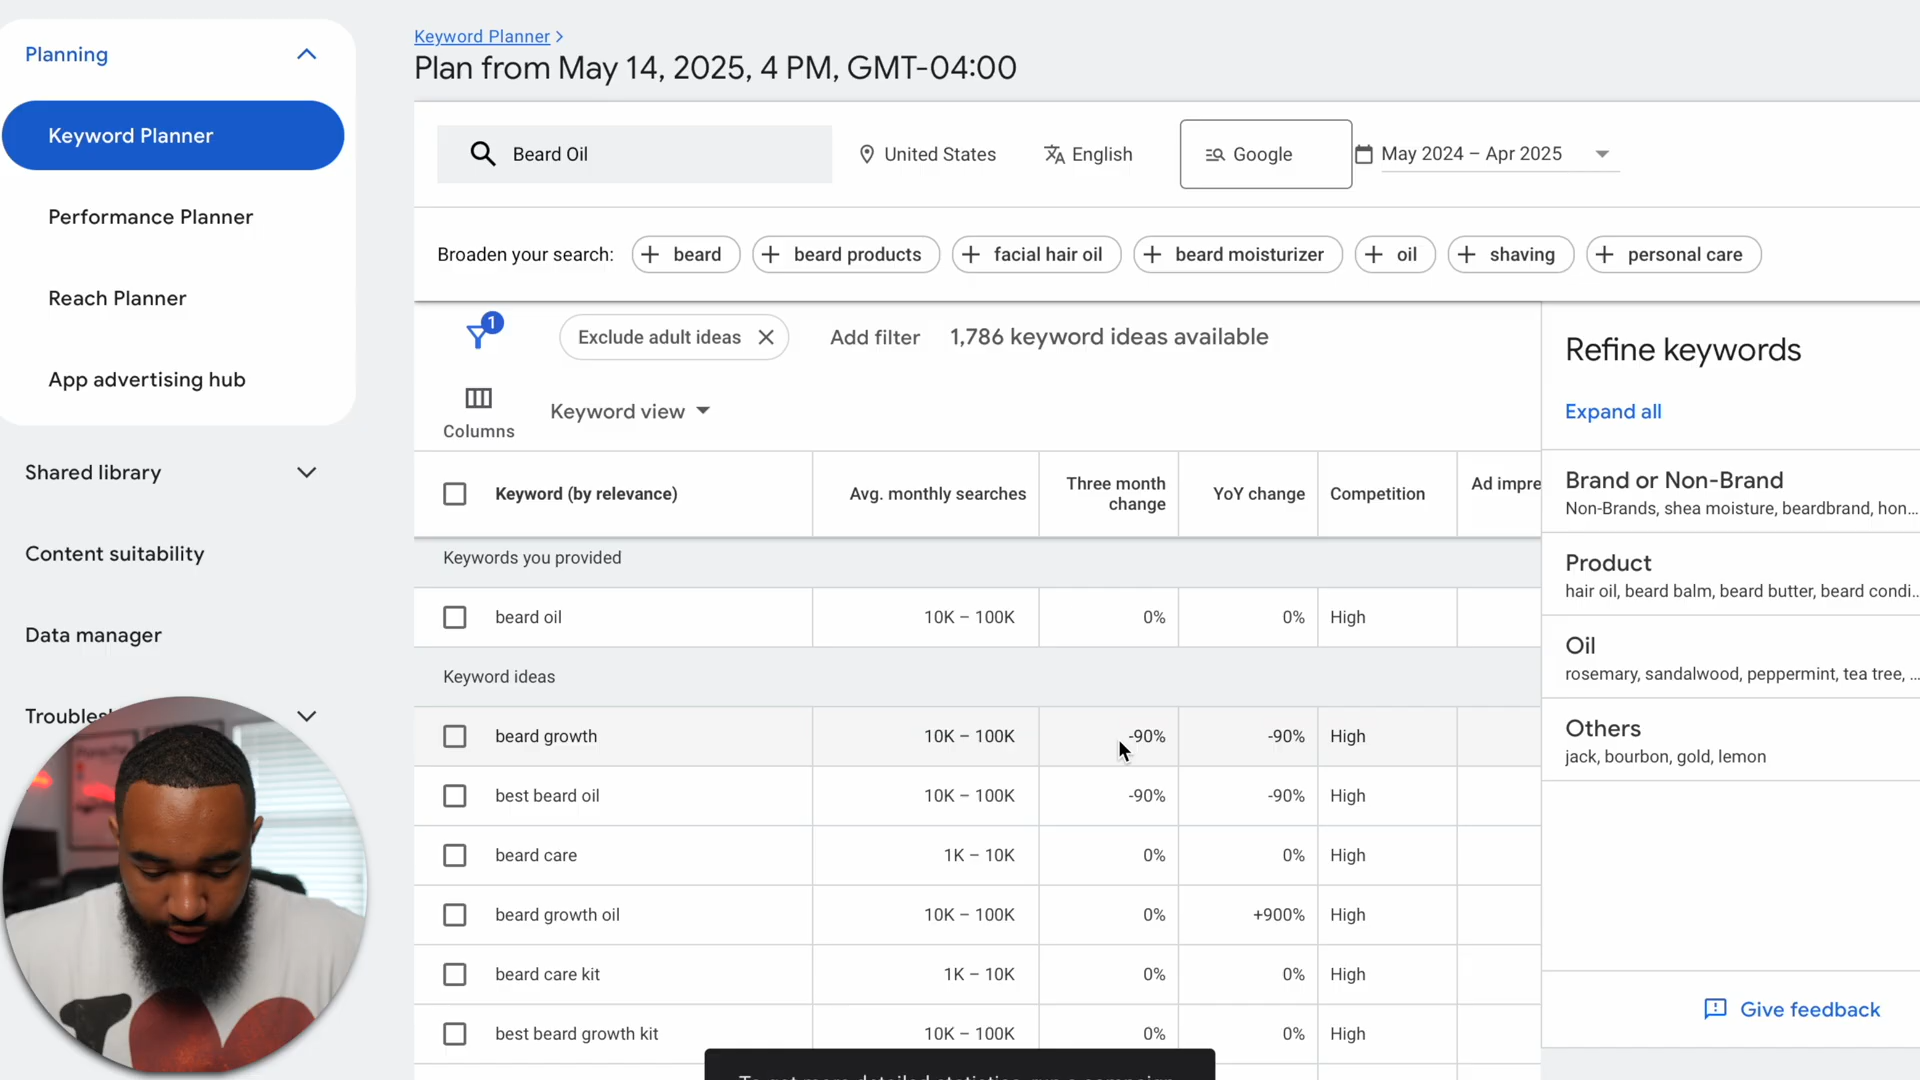 Planning
Keyword Planner
Performance Planner
Reach Planner
App advertising hub
Shared library
Content suitability
Data manager
Keyword Planner >
Plan from May 14, 2025, 4 PM, GMT-04:00
Beard Oil
United States
English
Google
May 2024 – Apr 2025
Broaden your search:
beard
beard products
facial hair oil
beard moisturizer
oil
shaving
personal care
1
Exclude adult ideas
Add filter
1,786 keyword ideas available
Columns
Keyword view
Keyword (by relevance) Avg. monthly searches Three month change YoY change Competition Ad impre
Keywords you provided
beard oil 10K – 100K 0% 0% High
Keyword ideas
beard growth 10K – 100K -90% -90% High
best beard oil 10K – 100K -90% -90% High
beard care 1K – 10K 0% 0% High
beard growth oil 10K – 100K 0% +900% High
beard care kit 1K – 10K 0% 0% High
best beard growth kit 10K – 100K 0% 0% High
Refine keywords
Expand all
Brand or Non-Brand
Non-Brands, shea moisture, beardbrand, hon...
Product
hair oil, beard balm, beard butter, beard condi...
Oil
rosemary, sandalwood, peppermint, tea tree, ...
Others
jack, bourbon, gold, lemon
Give feedback